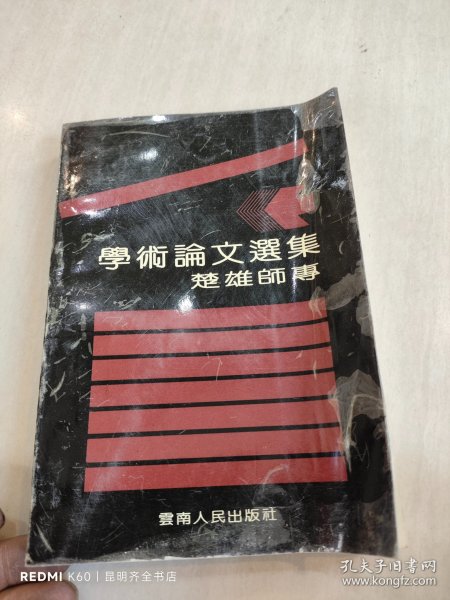 學術論文選集
楚雄師專
雲南人民出版社
REDMI K60 | 昆明齐全书店
孔夫子旧书网
www.kongfz.com